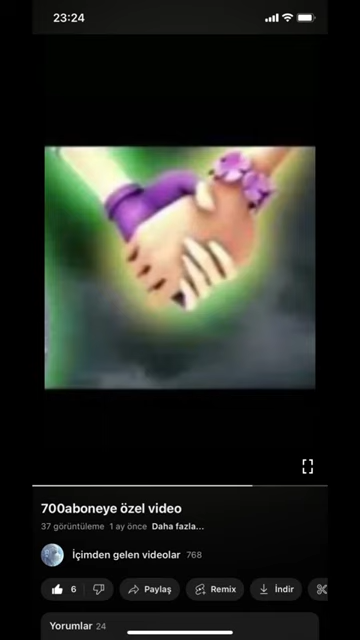 23:24
700aboneye özel video
37 görüntüleme 1 ay önce Daha fazla...
İçimden gelen videolar 768
6 Paylaş Remix İndir
Yorumlar 24